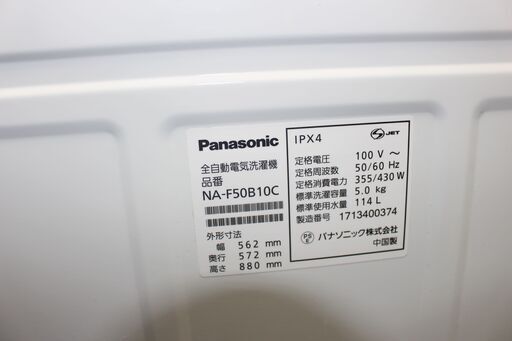 Panasonic
全自動電気洗濯機
品番
NA-F50B10C
外形寸法
幅 562 mm
奥行 572 mm
高さ 880 mm
IPX4
S JET
定格電圧 100 V ～
定格周波数 50/60 Hz
定格消費電力 355/430 W
標準洗濯容量 5.0 kg
標準使用水量 114 L
製造番号 1713400374
PS E パナソニック株式会社
中国製